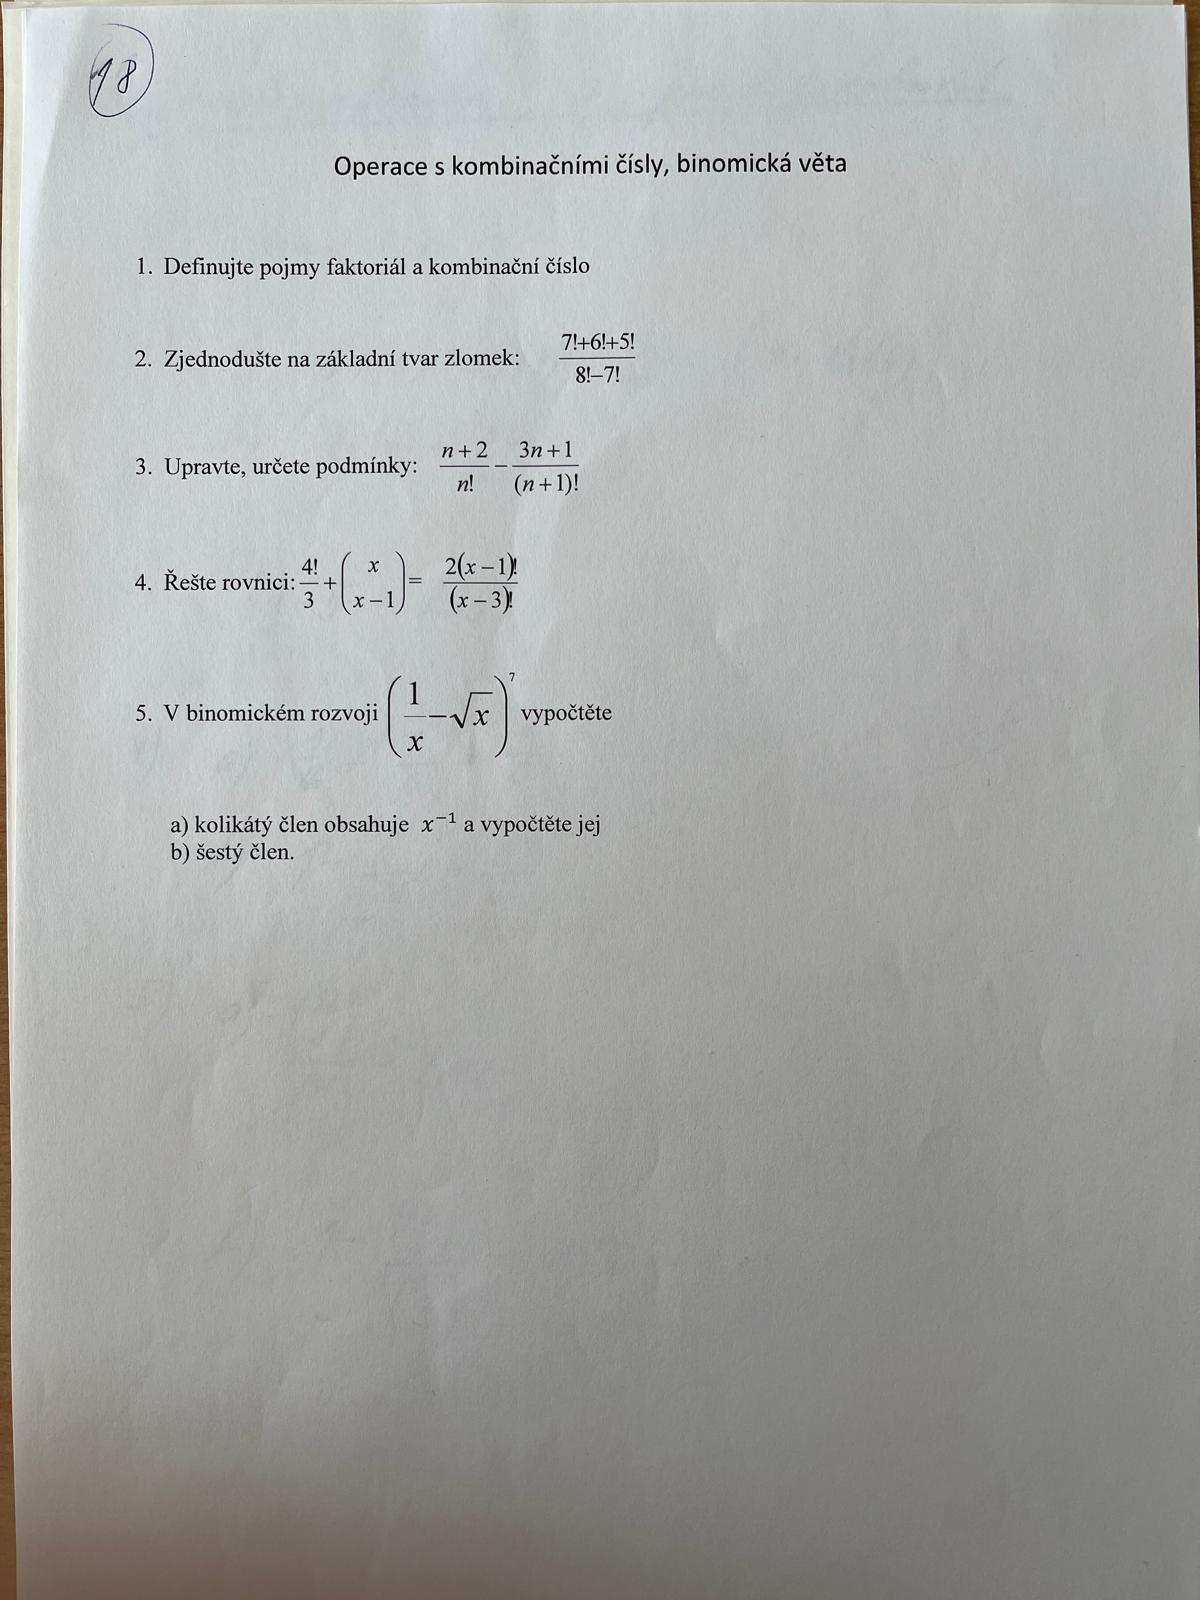 18
Operace s kombinačními čísly, binomická věta
1. Definujte pojmy faktoriál a kombinační číslo
2. Zjednodušte na základní tvar zlomek: $\frac{7!+6!+5!}{8!-7!}$
3. Upravte, určete podmínky: $\frac{n+2}{n!} - \frac{3n+1}{(n+1)!}$
4. Řešte rovnici: $\frac{4!}{3} + \binom{x}{x-1} = \frac{2(x-1)!}{(x-3)!}$
5. V binomickém rozvoji $\left(\frac{1}{x} - \sqrt{x}\right)^7$ vypočtěte
a) kolikátý člen obsahuje $x^{-1}$ a vypočtěte jej
b) šestý člen.